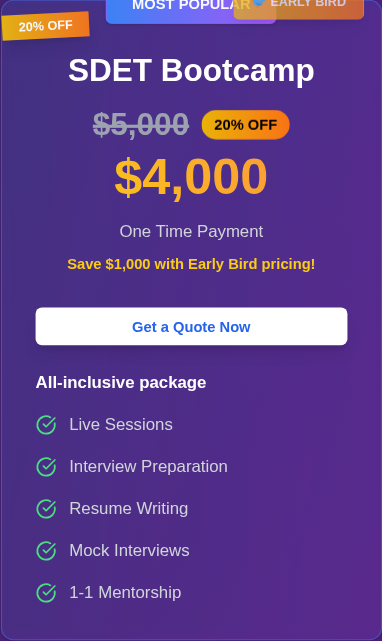 MOST POPULAR
EARLY BIRD
20% OFF
SDET Bootcamp
$5,000 20% OFF
$4,000
One Time Payment
Save $1,000 with Early Bird pricing!
Get a Quote Now
All-inclusive package
Live Sessions
Interview Preparation
Resume Writing
Mock Interviews
1-1 Mentorship